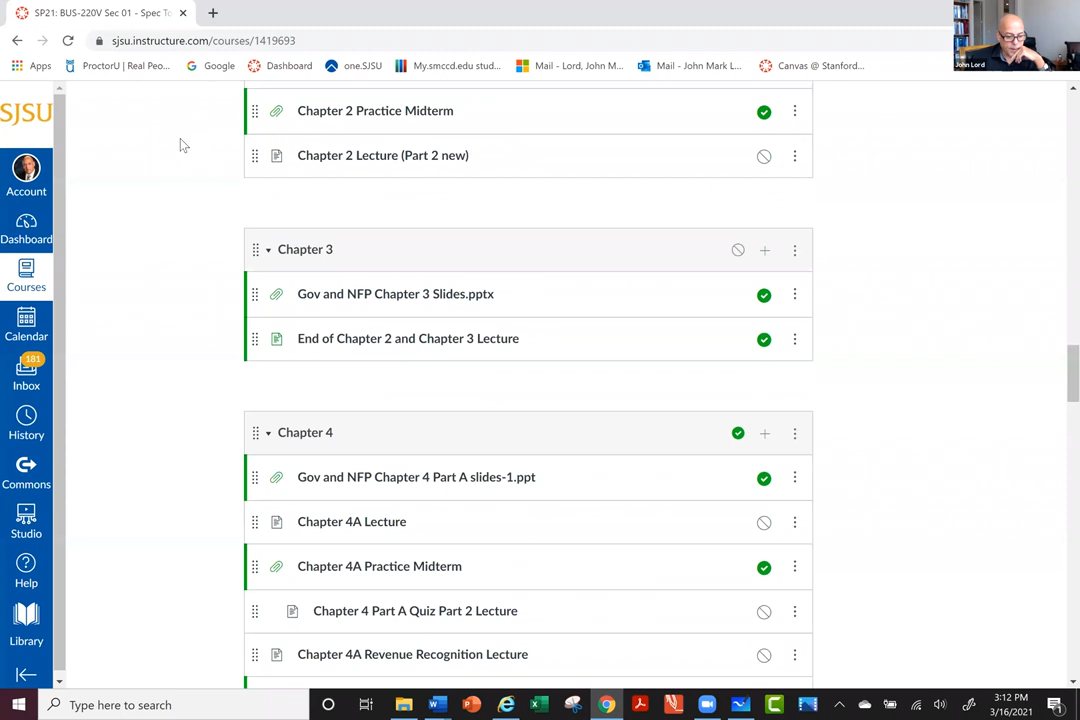 SP21: BUS-220V Sec 01 - Spec To
sjsu.instructure.com/courses/1419693
John Lord
Apps
ProctorU | Real Peo...
Google
Dashboard
one.SJSU
My.smccd.edu stud...
Mail - Lord, John M...
Mail - John Mark L...
Canvas @ Stanford...
SJSU
Account
Dashboard
Courses
Calendar
181
Inbox
History
Commons
Studio
Help
Library
Chapter 2 Practice Midterm
Chapter 2 Lecture (Part 2 new)
Chapter 3
Gov and NFP Chapter 3 Slides.pptx
End of Chapter 2 and Chapter 3 Lecture
Chapter 4
Gov and NFP Chapter 4 Part A slides-1.ppt
Chapter 4A Lecture
Chapter 4A Practice Midterm
Chapter 4 Part A Quiz Part 2 Lecture
Chapter 4A Revenue Recognition Lecture
Type here to search
3:12 PM
3/16/2021